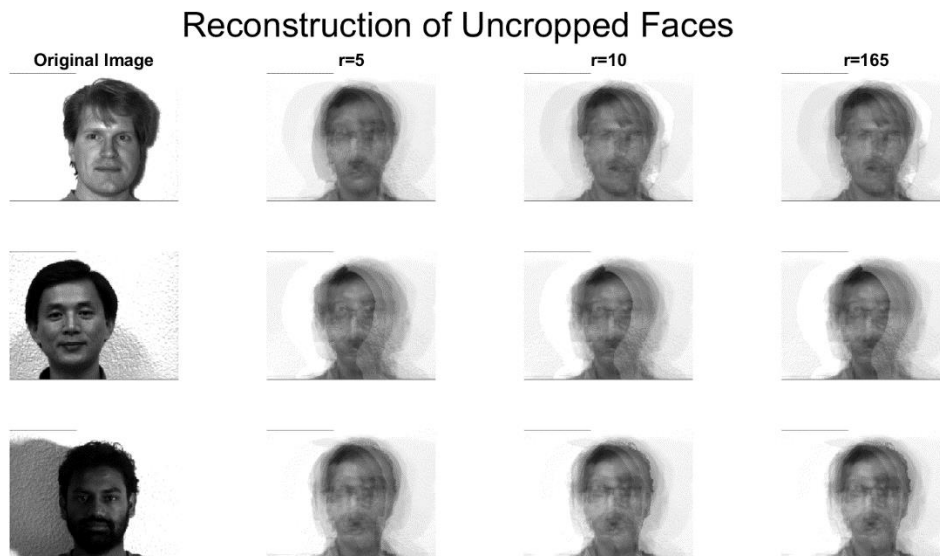 Reconstruction of Uncropped Faces
Original Image r=5 r=10 r=165